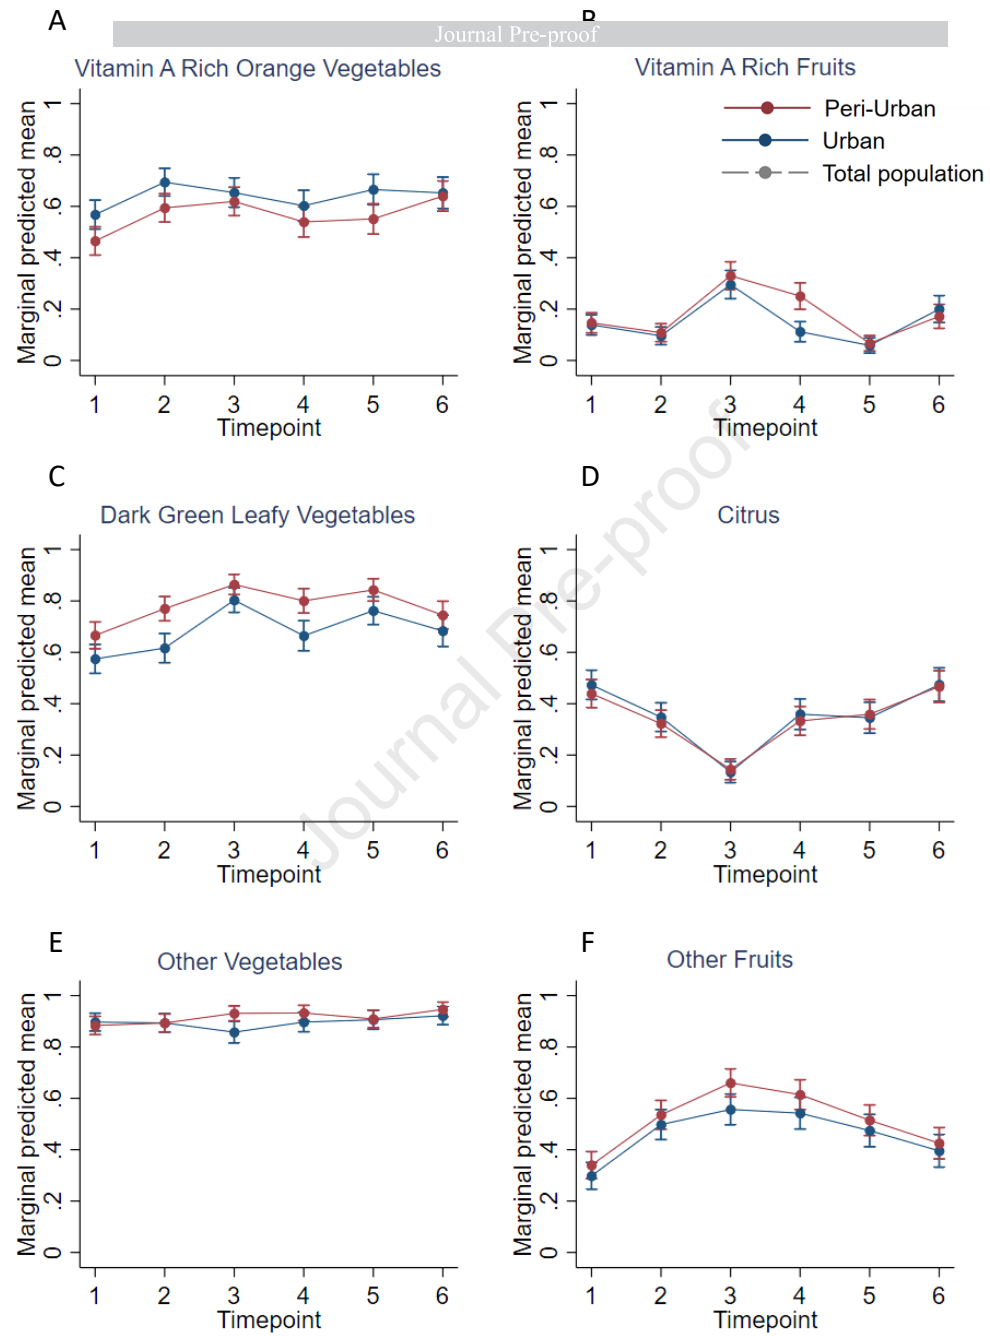 A
B
Journal Pre-proof
Vitamin A Rich Orange Vegetables
Marginal predicted mean
0 .2 .4 .6 .8 1
1 2 3 4 5 6
Timepoint
Vitamin A Rich Fruits
Peri-Urban
Urban
Total population
Marginal predicted mean
0 .2 .4 .6 .8 1
1 2 3 4 5 6
Timepoint
C
Dark Green Leafy Vegetables
Marginal predicted mean
0 .2 .4 .6 .8 1
1 2 3 4 5 6
Timepoint
D
Citrus
Marginal predicted mean
0 .2 .4 .6 .8 1
1 2 3 4 5 6
Timepoint
Journal Pre-proof
E
Other Vegetables
Marginal predicted mean
0 .2 .4 .6 .8 1
1 2 3 4 5 6
Timepoint
F
Other Fruits
Marginal predicted mean
0 .2 .4 .6 .8 1
1 2 3 4 5 6
Timepoint